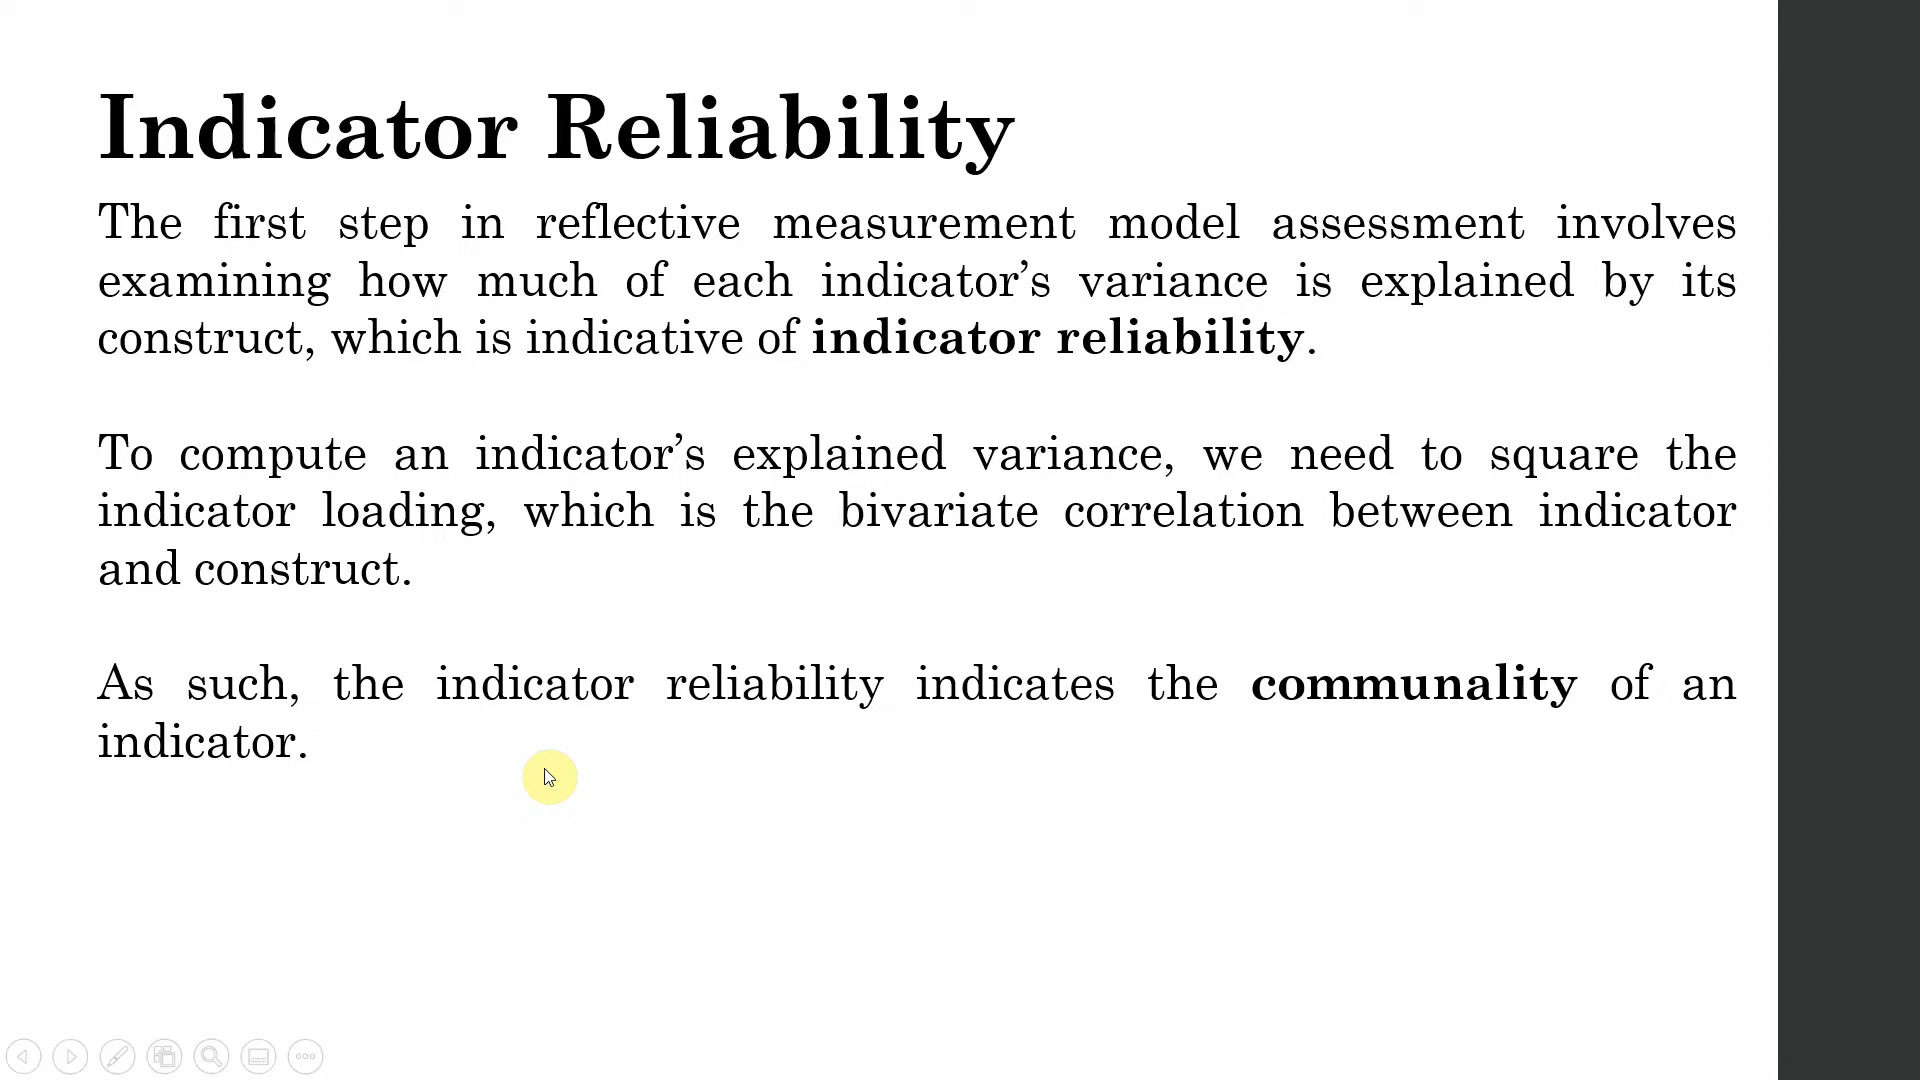 Indicator Reliability
The first step in reflective measurement model assessment involves
examining how much of each indicator’s variance is explained by its
construct, which is indicative of indicator reliability.
To compute an indicator’s explained variance, we need to square the
indicator loading, which is the bivariate correlation between indicator
and construct.
As such, the indicator reliability indicates the communality of an
indicator.